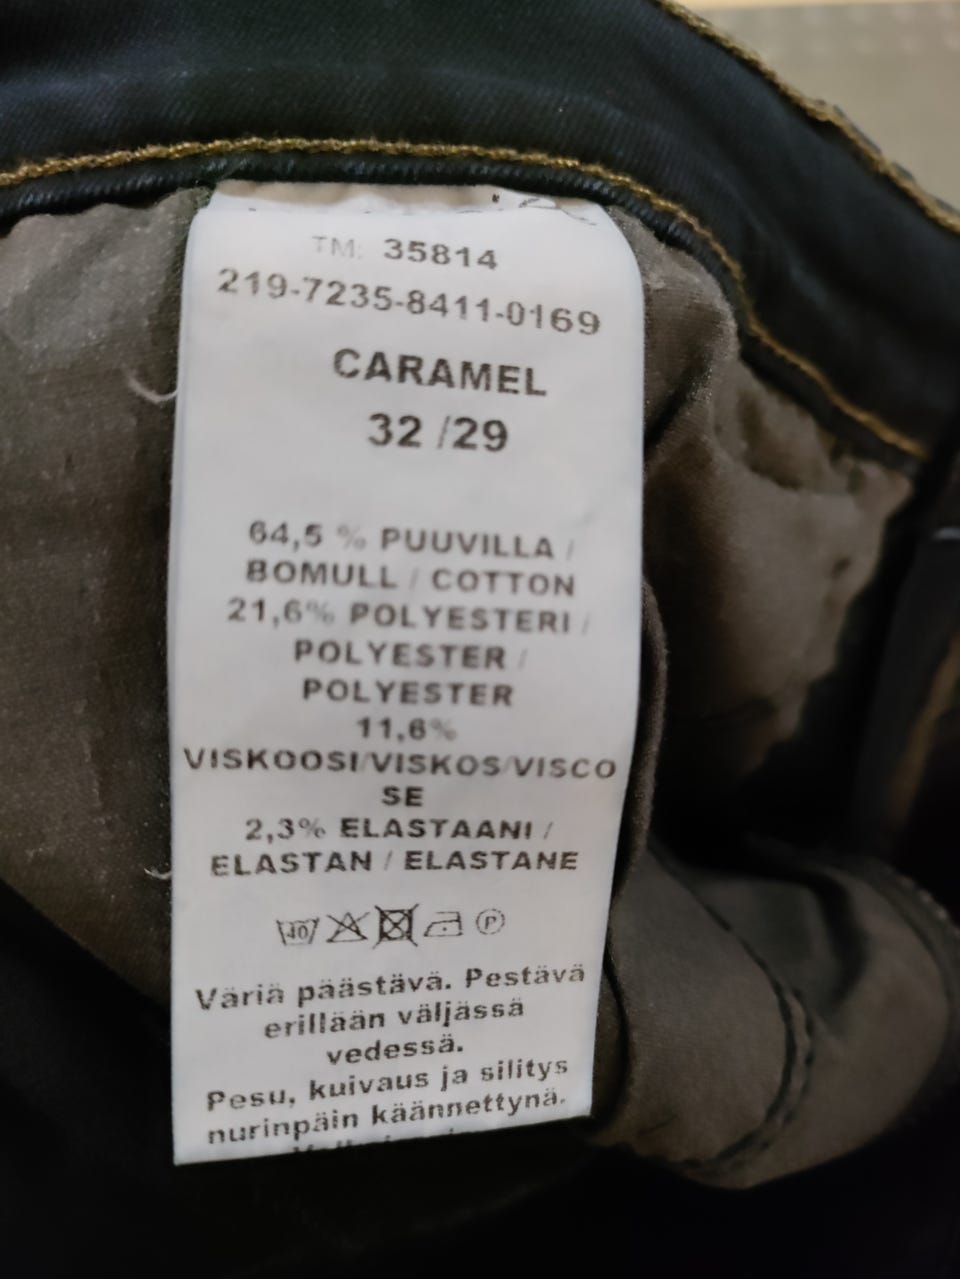 TM: 35814
219-7235-8411-0169
CARAMEL
32 /29
64,5 % PUUVILLA /
BOMULL / COTTON
21,6% POLYESTERI /
POLYESTER /
POLYESTER
11,6%
VISKOOSI/VISKOS/VISCO
SE
2,3% ELASTAANI /
ELASTAN / ELASTANE
40 P
Väriä päästävä. Pestävä
erillään väljässä
vedessä.
Pesu, kuivaus ja silitys
nurinpäin käännettynä.